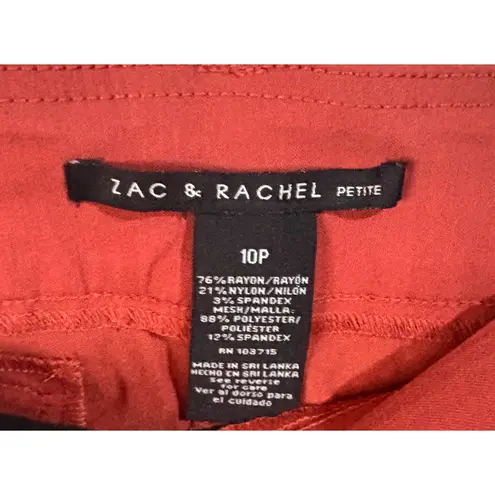 ZAC & RACHEL PETITE
10P
76% RAYON/RAYÓN
21% NYLON/NILÓN
3% SPANDEX
MESH/MALLA:
88% POLYESTER/
POLIÉSTER
12% SPANDEX
RN 103715
MADE IN SRI LANKA
HECHO EN SRI LANKA
see reverse
for care
Ver al dorso para
el cuidado